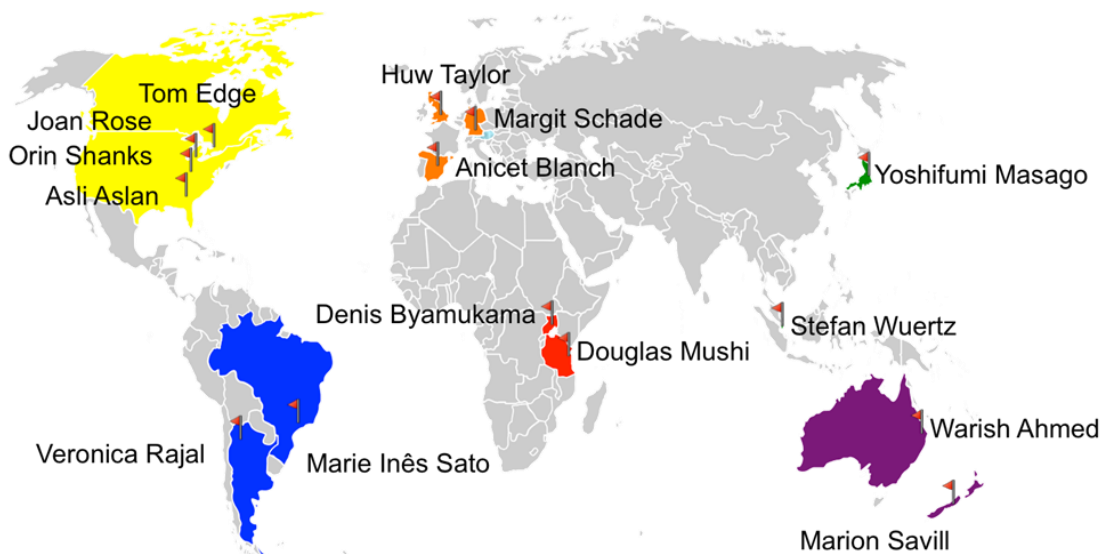 Huw Taylor
Tom Edge
Margit Schade
Joan Rose
Orin Shanks
Anicet Blanch
Yoshifumi Masago
Asli Aslan
Denis Byamukama
Stefan Wuertz
Douglas Mushi
Warish Ahmed
Veronica Rajal
Marie Inês Sato
Marion Savill